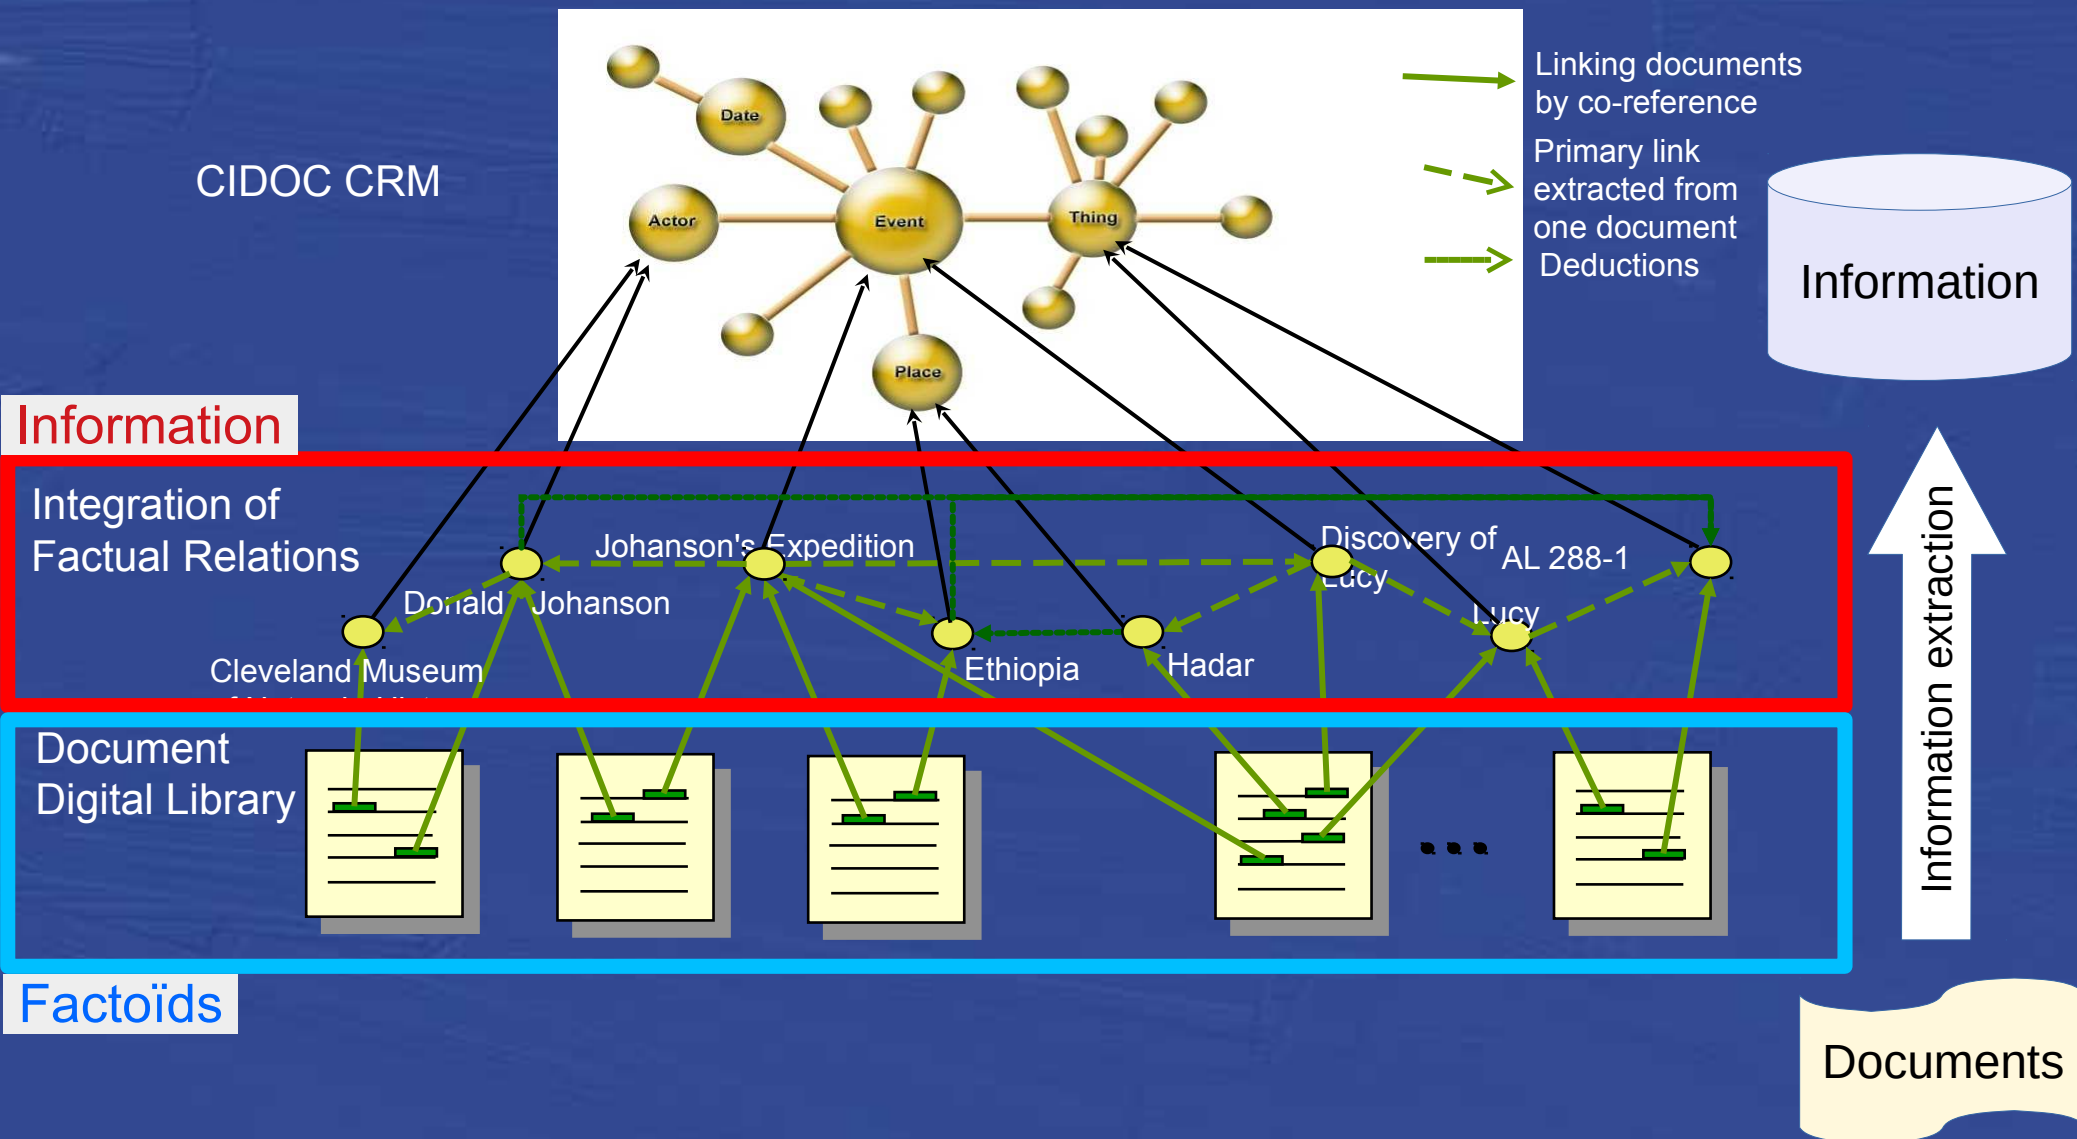 Linking documents
by co-reference
Primary link
extracted from
one document
Deductions
CIDOC CRM
Date
Actor
Event
Thing
Place
Information
Information
Integration of
Factual Relations
Johanson's Expedition
Discovery of
Lucy
AL 288-1
Donald Johanson
Lucy
Cleveland Museum
Ethiopia
Hadar
Information extraction
Document
Digital Library
Factoïds
Documents